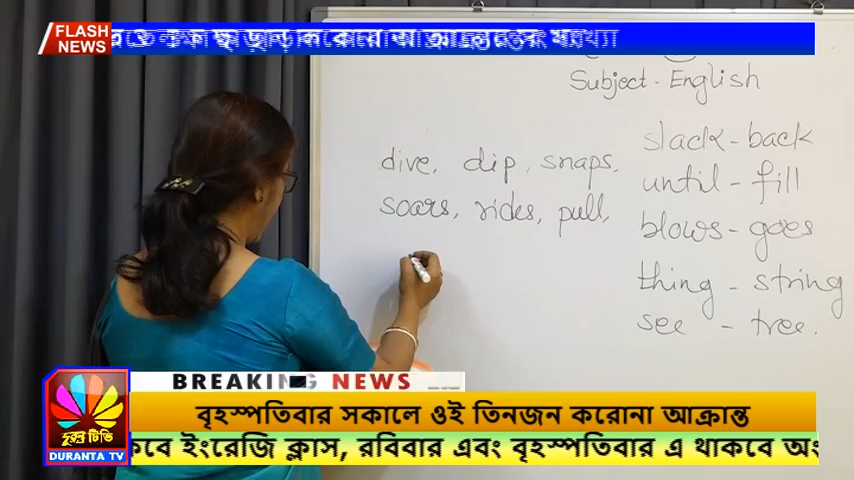 FLASH
NEWS
Subject - English
slack - back
dive, dip, snaps,
until - fill
soars, rides, pull,
blows - goes
thing - string
see - tree.
BREAKING NEWS
বৃহস্পতিবার সকালে ওই তিনজন করোনা আক্রান্ত
দুরন্ত টিভি
DURANTA TV
ইংরেজি ক্লাস, রবিবার এবং বৃহস্পতিবার এ থাকবে